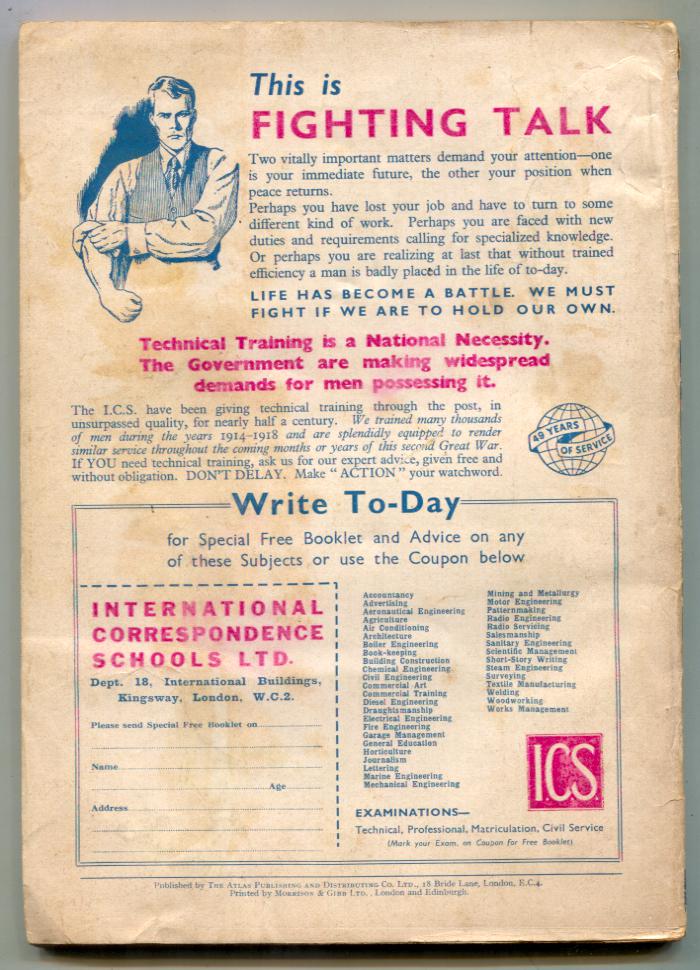 This is
FIGHTING TALK
Two vitally important matters demand your attention—one
is your immediate future, the other your position when
peace returns.
Perhaps you have lost your job and have to turn to some
different kind of work. Perhaps you are faced with new
duties and requirements calling for specialized knowledge.
Or perhaps you are realizing at last that without trained
efficiency a man is badly placed in the life of to-day.
LIFE HAS BECOME A BATTLE. WE MUST
FIGHT IF WE ARE TO HOLD OUR OWN.
Technical Training is a National Necessity.
The Government are making widespread
demands for men possessing it.
The I.C.S. have been giving technical training through the post, in
unsurpassed quality, for nearly half a century. We trained many thousands
of men during the years 1914-1918 and are splendidly equipped to render
similar service throughout the coming months or years of this second Great War.
If YOU need technical training, ask us for our expert advice, given free and
without obligation. DON'T DELAY. Make "ACTION" your watchword.
49 YEARS
OF SERVICE
Write To-Day
for Special Free Booklet and Advice on any
of these Subjects or use the Coupon below
INTERNATIONAL
CORRESPONDENCE
SCHOOLS LTD.
Dept. 18, International Buildings,
Kingsway, London, W.C.2.
Please send Special Free Booklet on
Name
Age
Address
Accountancy
Advertising
Aeronautical Engineering
Agriculture
Air Conditioning
Architecture
Boiler Engineering
Book-keeping
Building Construction
Chemical Engineering
Civil Engineering
Commercial Art
Commercial Training
Diesel Engineering
Draughtsmanship
Electrical Engineering
Fire Engineering
Garage Management
General Education
Horticulture
Journalism
Lettering
Marine Engineering
Mechanical Engineering
Mining and Metallurgy
Motor Engineering
Patternmaking
Radio Engineering
Radio Servicing
Salesmanship
Sanitary Engineering
Scientific Management
Short-Story Writing
Steam Engineering
Surveying
Textile Manufacturing
Welding
Woodworking
Works Management
ICS
EXAMINATIONS—
Technical, Professional, Matriculation, Civil Service
(Mark your Exam. on Coupon for Free Booklet)
Published by THE ATLAS PUBLISHING AND DISTRIBUTING CO. LTD., 18 Bride Lane, London, E.C.4.
Printed by MORRISON & GIBB LTD., London and Edinburgh.